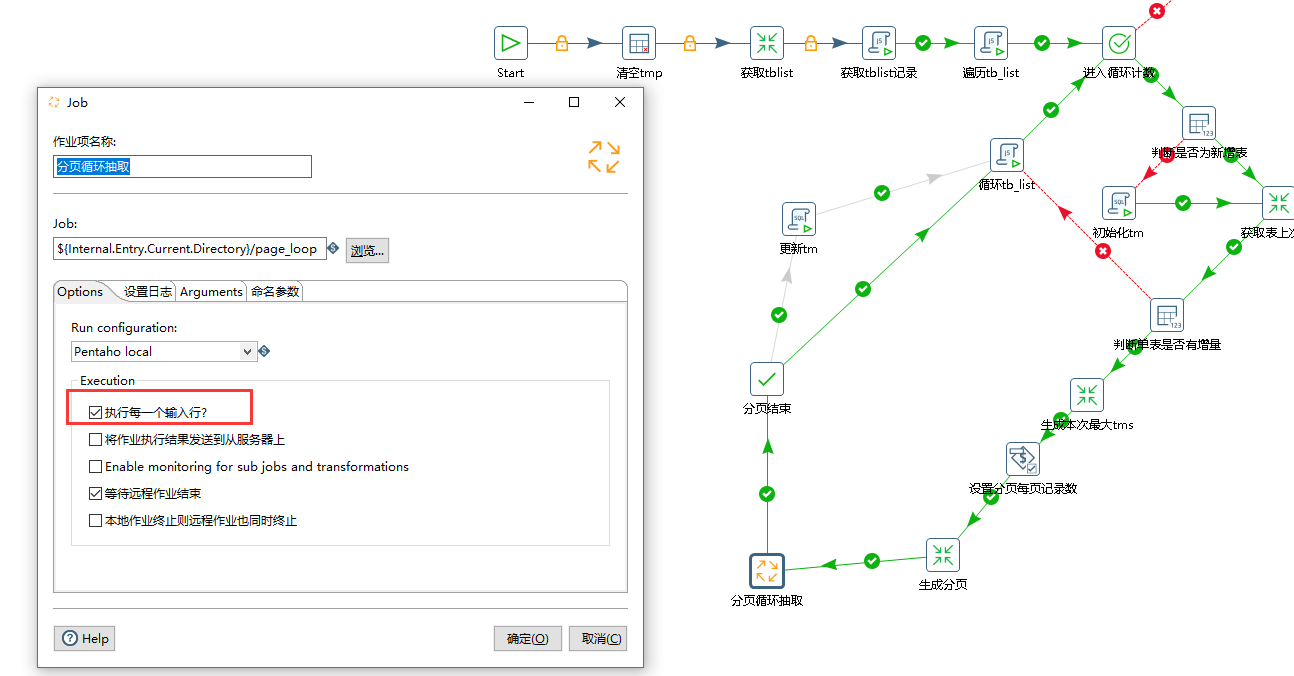 Job
作业项名称:
分页循环抽取
Job:
${Internal.Entry.Current.Directory}/page_loop
浏览...
Options
设置日志
Arguments
命名参数
Run configuration:
Pentaho local
Execution
执行每一个输入行?
将作业执行结果发送到从服务器上
Enable monitoring for sub jobs and transformations
等待远程作业结束
本地作业终止则远程作业也同时终止
Help
确定(O)
取消(C)
Start
清空tmp
获取tblist
获取tblist记录
遍历tb_list
进入循环计数
判断是否为新增表
循环tb_list
初始化tm
获取表上次
更新tm
判断单表是否有增量
分页结束
生成本次最大tms
设置分页每页记录数
生成分页
分页循环抽取